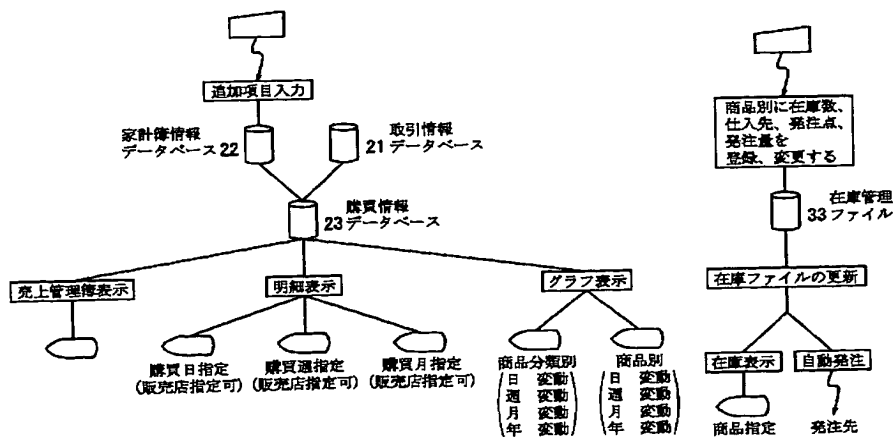 追加項目入力
家計簿情報
データベース22
取引情報
21データベース
購買情報
23データベース
売上管理簿表示
明細表示
グラフ表示
購買日指定
(販売店指定可)
購買週指定
(販売店指定可)
購買月指定
(販売店指定可)
商品分類別
(日 変動
週 変動
月 変動
年 変動)
商品別
(日 変動
週 変動
月 変動
年 変動)
商品別に在庫数、
仕入先、発注点、
発注量を
登録、変更する
在庫管理
33ファイル
在庫ファイルの更新
在庫表示
自動発注
商品指定
発注先